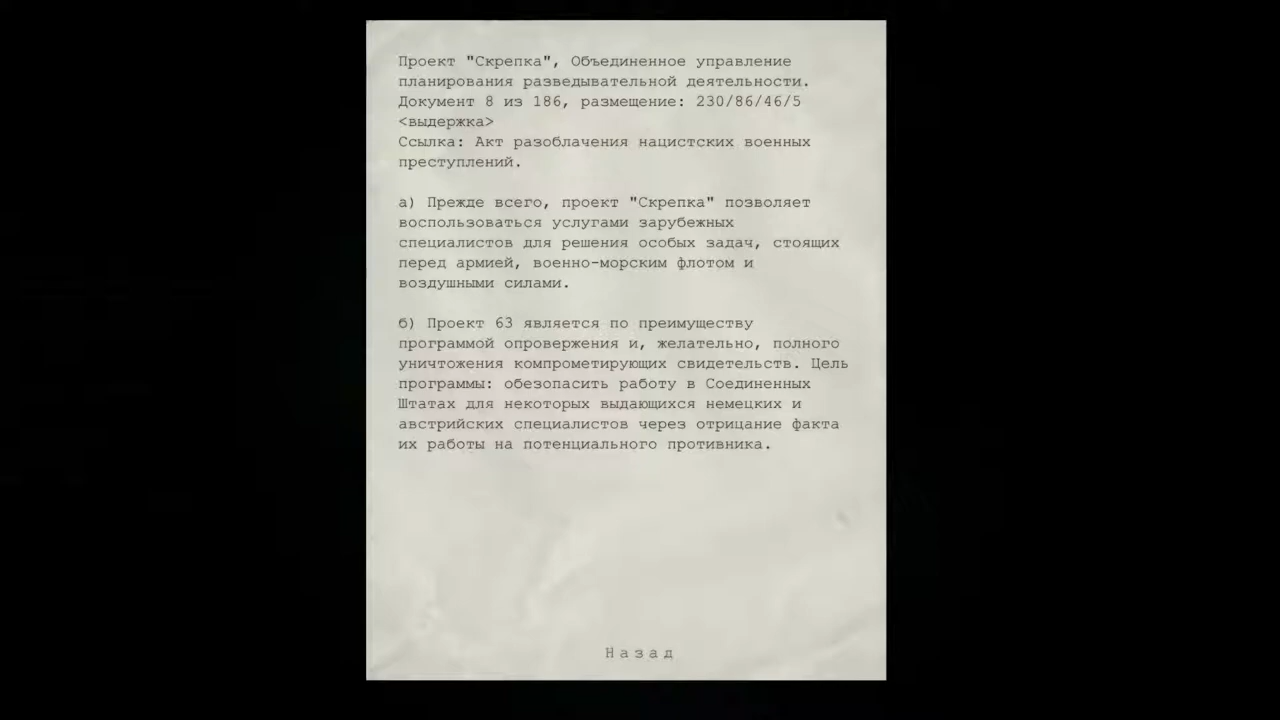 Проект "Скрепка", Объединенное управление
планирования разведывательной деятельности.
Документ 8 из 186, размещение: 230/86/46/5
<выдержка>
Ссылка: Акт разоблачения нацистских военных
преступлений.
а) Прежде всего, проект "Скрепка" позволяет
воспользоваться услугами зарубежных
специалистов для решения особых задач, стоящих
перед армией, военно-морским флотом и
воздушными силами.
б) Проект 63 является по преимуществу
программой опровержения и, желательно, полного
уничтожения компрометирующих свидетельств. Цель
программы: обезопасить работу в Соединенных
Штатах для некоторых выдающихся немецких и
австрийских специалистов через отрицание факта
их работы на потенциального противника.
Назад